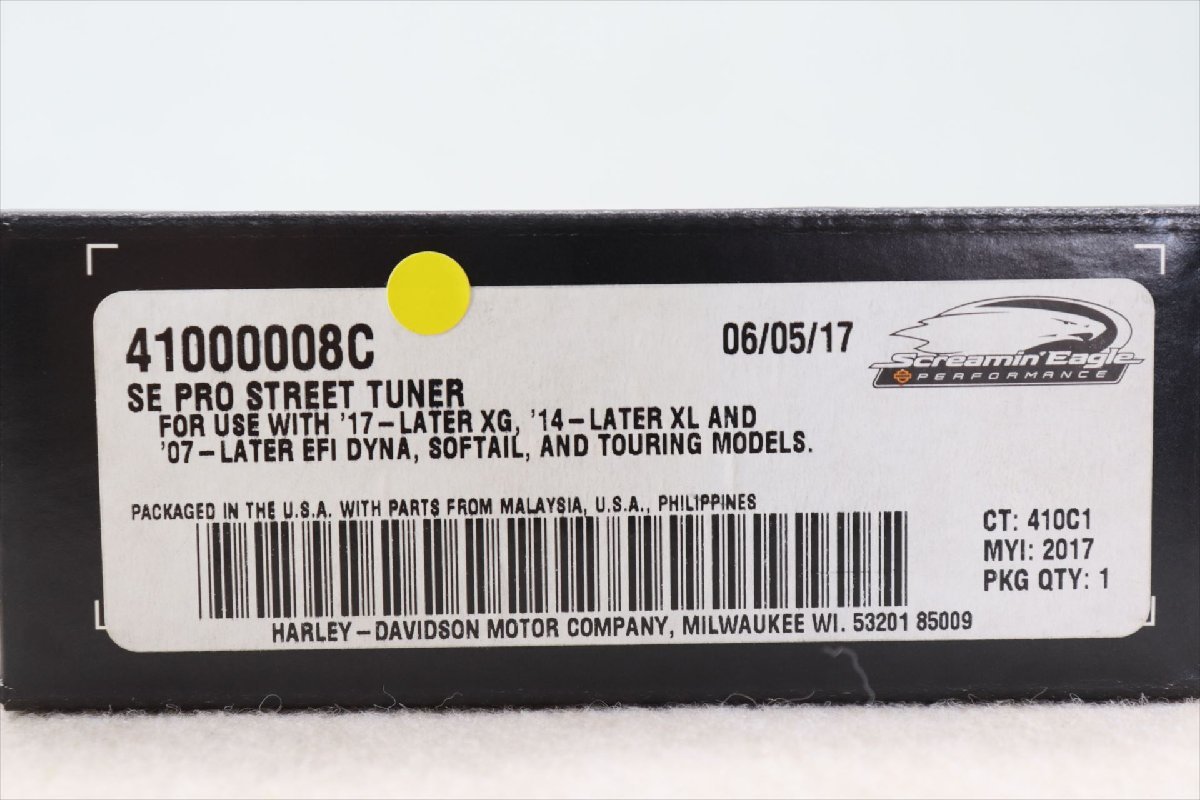 41000008C
06/05/17
Screamin' Eagle
PERFORMANCE
SE PRO STREET TUNER
FOR USE WITH '17-LATER XG, '14-LATER XL AND
'07-LATER EFI DYNA, SOFTAIL, AND TOURING MODELS.
PACKAGED IN THE U.S.A. WITH PARTS FROM MALAYSIA, U.S.A., PHILIPPINES
CT: 410C1
MYI: 2017
PKG QTY: 1
HARLEY-DAVIDSON MOTOR COMPANY, MILWAUKEE WI. 53201 85009